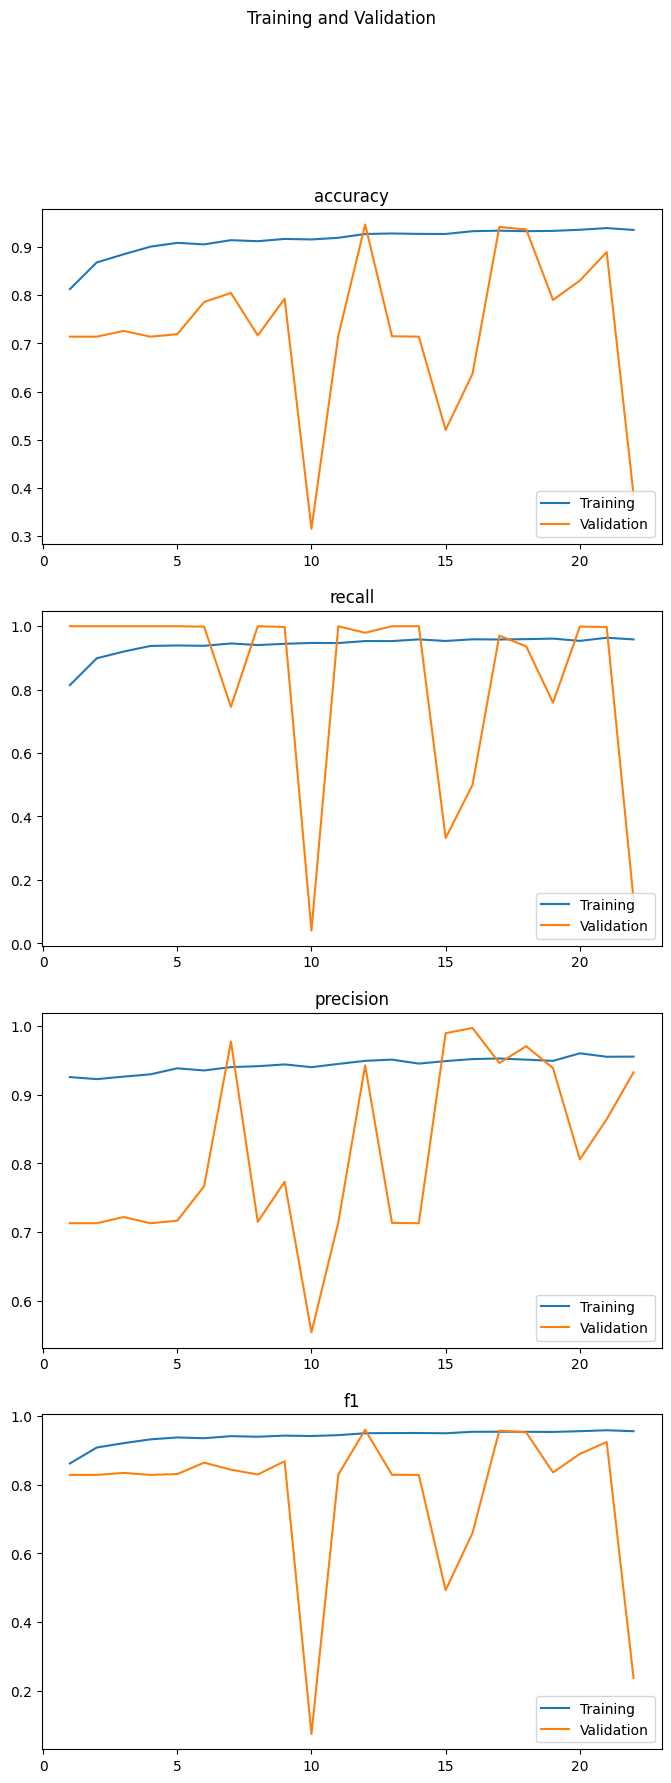 Training and Validation
accuracy
0.9
0.8
0.7
0.6
0.5
0.4
0.3
Training
Validation
0 5 10 15 20
recall
1.0
0.8
0.6
0.4
0.2
0.0
Training
Validation
0 5 10 15 20
precision
1.0
0.9
0.8
0.7
0.6
Training
Validation
0 5 10 15 20
f1
1.0
0.8
0.6
0.4
0.2
Training
Validation
0 5 10 15 20